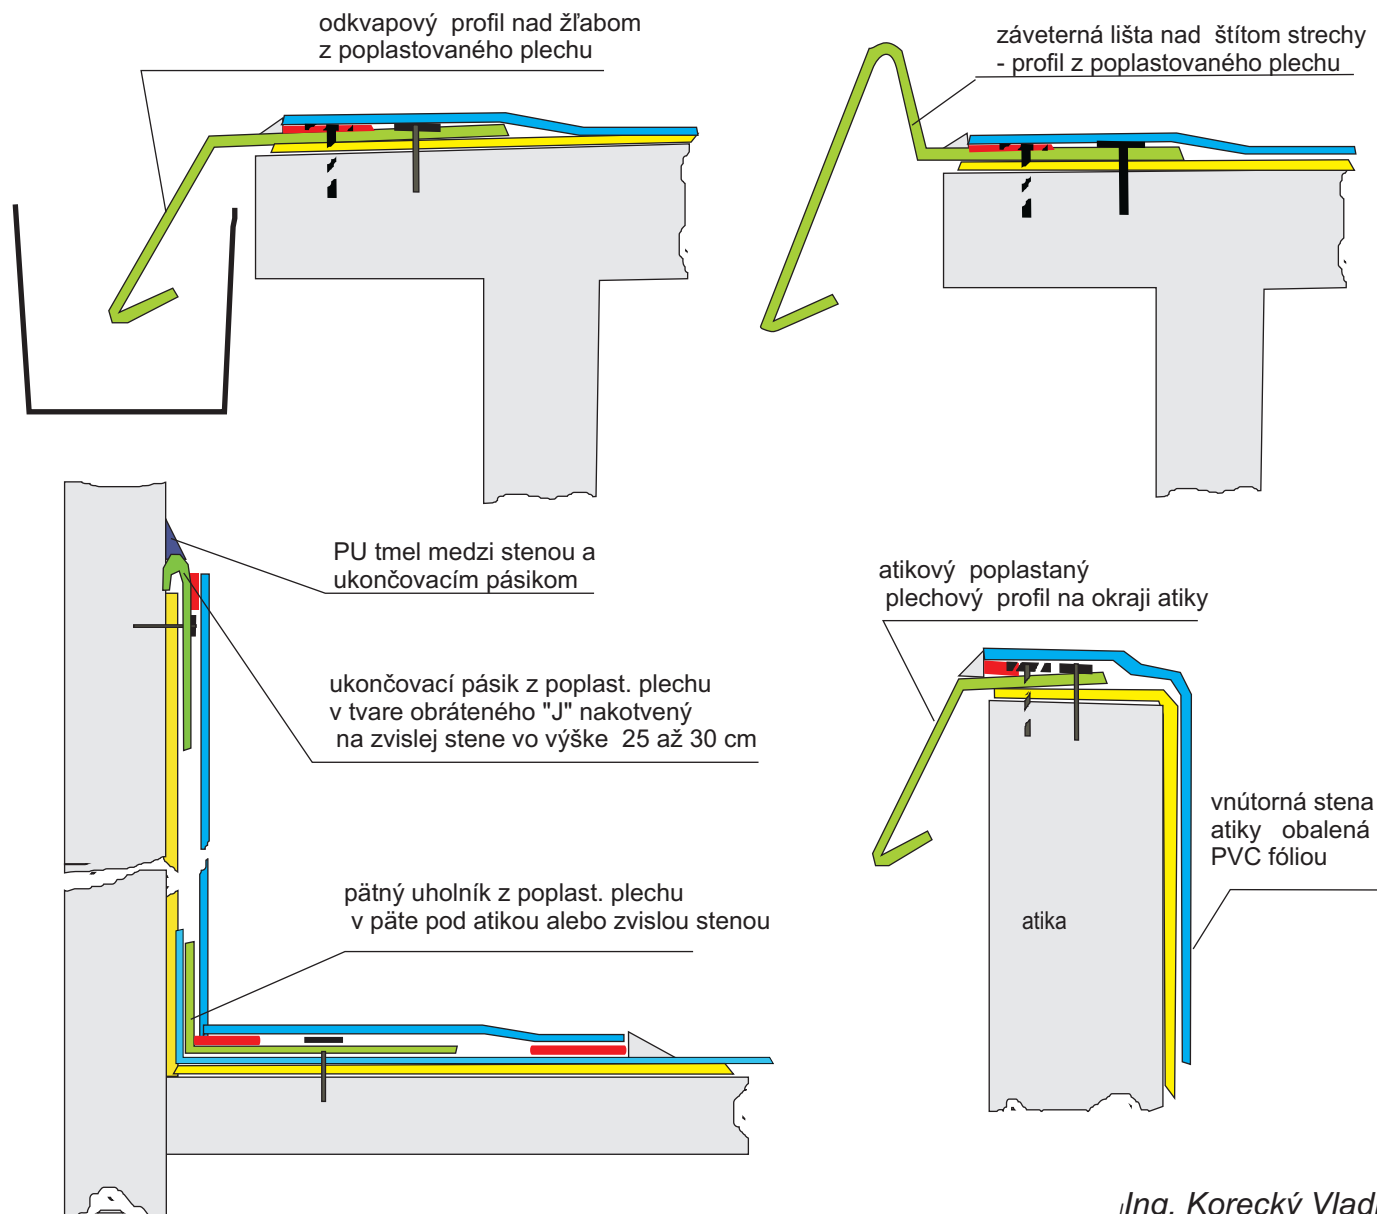 odkvapový profil nad žľabom
z poplastovaného plechu
záveterná lišta nad štítom strechy
- profil z poplastovaného plechu
PU tmel medzi stenou a
ukončovacím pásikom
atikový poplastaný
plechový profil na okraji atiky
ukončovací pásik z poplast. plechu
v tvare obráteného "J" nakotvený
na zvislej stene vo výške 25 až 30 cm
vnútorná stena
atiky obalená
PVC fóliou
pätný uholník z poplast. plechu
v päte pod atikou alebo zvislou stenou
atika
Ing. Korecký Vladi